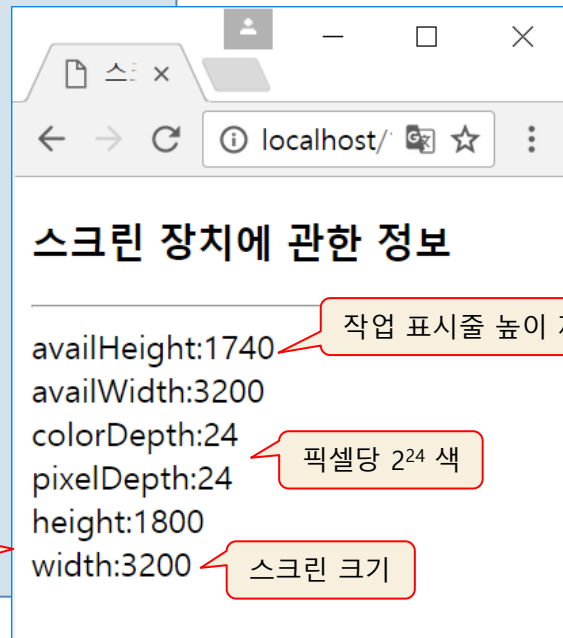 localhost/
스크린 장치에 관한 정보
작업 표시줄 높이
availHeight:1740
availWidth:3200
colorDepth:24
픽셀당 2²⁴ 색
pixelDepth:24
height:1800
width:3200
스크린 크기